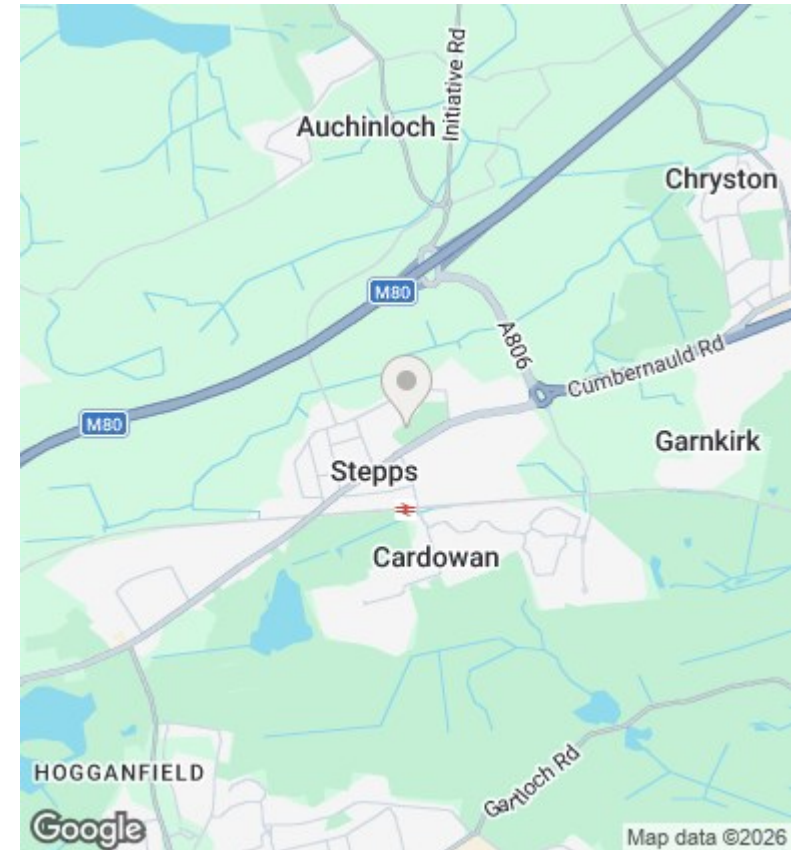 Auchinloch
Initiative Rd
Chryston
M80
A806
Cumbernauld Rd
M80
Garnkirk
Stepps
Cardowan
HOGGANFIELD
Gartloch Rd
Google
Map data ©2026